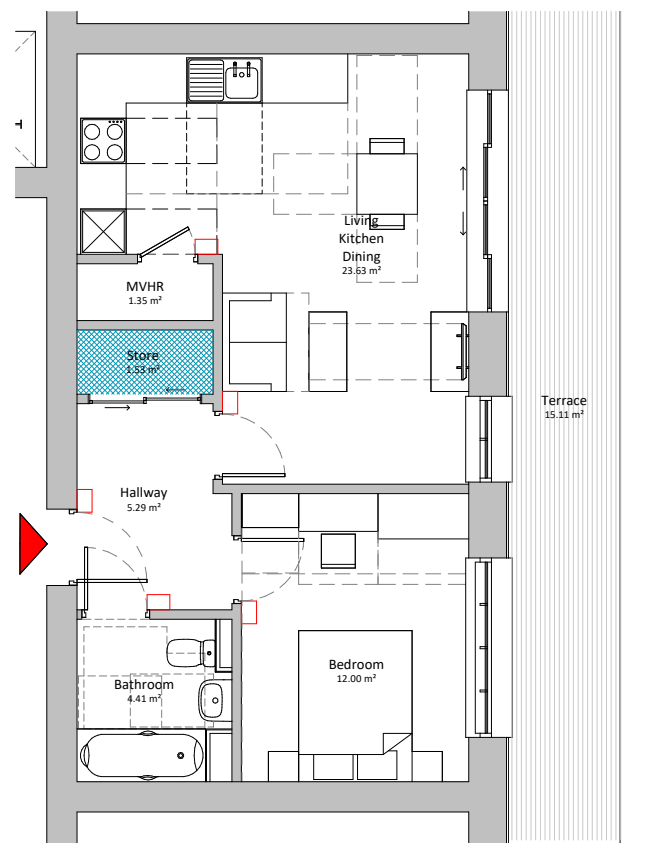 Living
Kitchen
Dining
23.63 m²
MVHR
1.35 m²
Store
1.53 m²
Terrace
15.11 m²
Hallway
5.29 m²
Bedroom
12.00 m²
Bathroom
4.41 m²